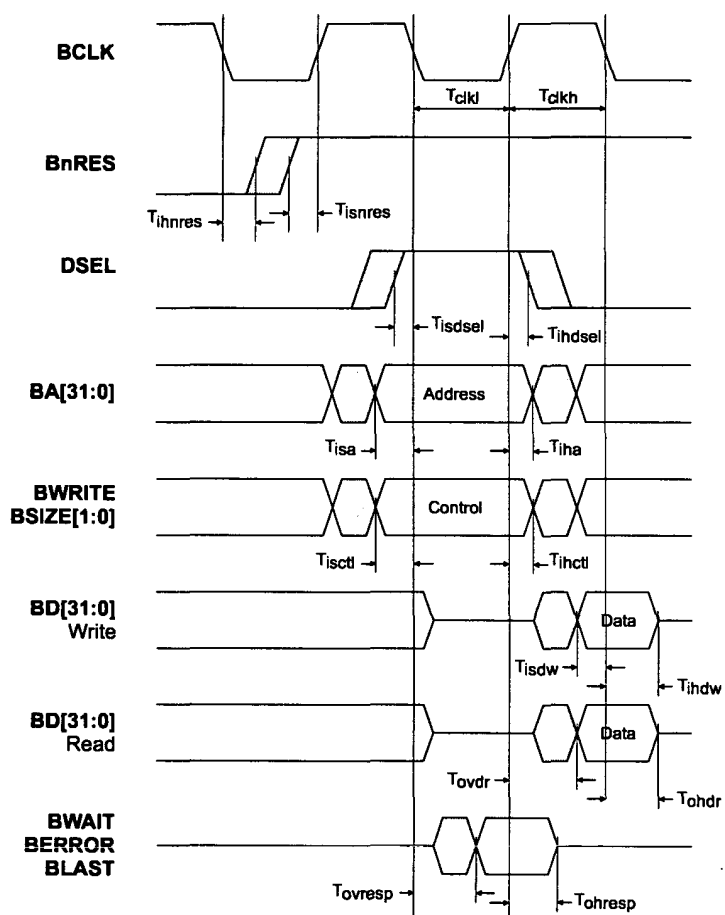 BCLK
Tclkl Tclkh
BnRES
Tihnres Tisnres
DSEL
Tisdsel Tihdsel
BA[31:0] Address
Tisa Tiha
BWRITE
BSIZE[1:0] Control
Tisctl Tihctl
BD[31:0]
Write Data
Tisdw Tihdw
BD[31:0]
Read Data
Tovdr Tohdr
BWAIT
BERROR
BLAST
Tovresp Tohresp